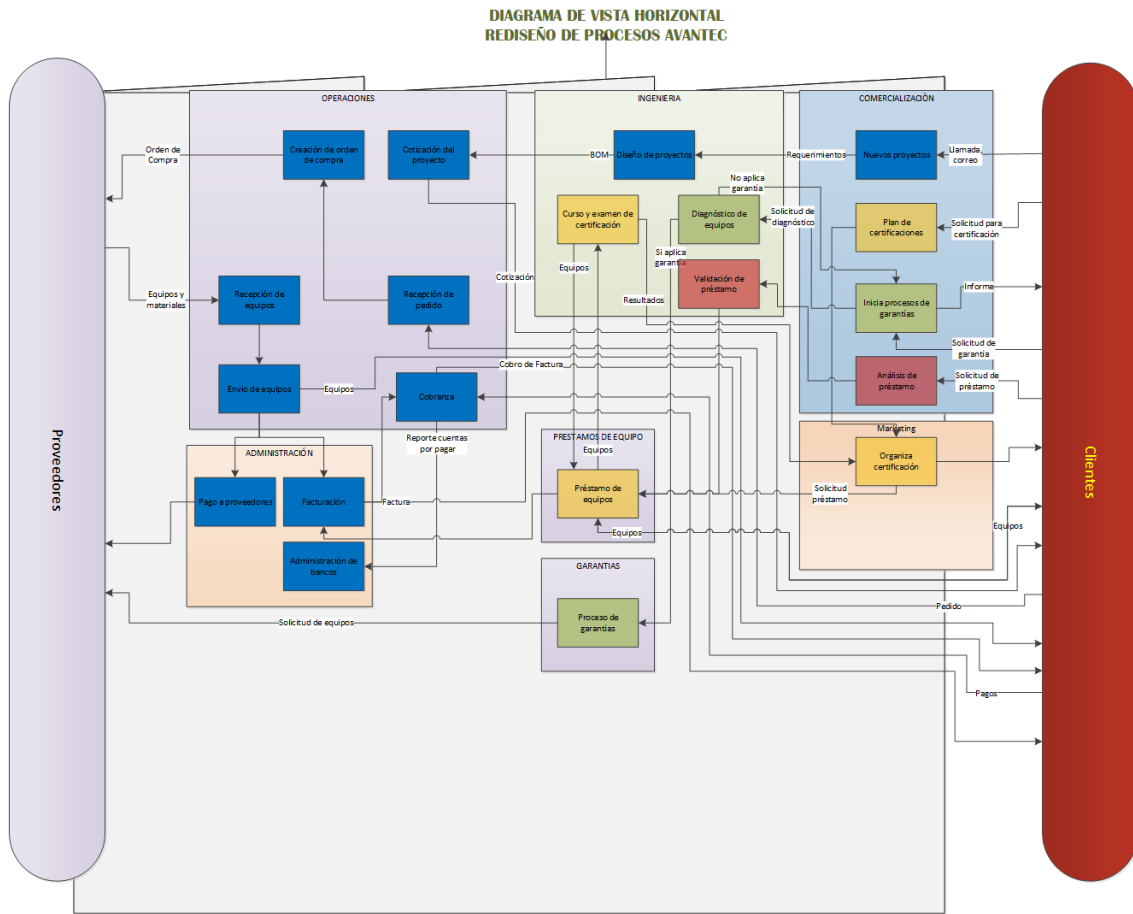 DIAGRAMA DE VISTA HORIZONTAL
REDISEÑO DE PROCESOS AVANTEC
Proveedores
Clientes
OPERACIONES
INGENIERIA
COMERCIALIZACIÓN
Orden de
Compra
Creación de orden
de compra
Cotización del
proyecto
BOM
Diseño de proyectos
Requerimientos
Nuevos proyectos
Llamada,
correo
No aplica
garantía
Curso y examen de
certificación
Diagnóstico de
equipos
Solicitud de
diagnóstico
Plan de
certificaciones
Solicitud para
certificación
Si aplica
garantía
Equipos y
materiales
Recepción de
equipos
Recepción de
pedido
Cotización
Equipos
Resultados
Validación de
préstamo
Inicia procesos de
garantías
Informe
Solicitud de
garantía
Envío de equipos
Equipos
Cobro de Factura
Cobranza
Análisis de
préstamo
Solicitud de
préstamo
Reporte cuentas
por pagar
ADMINISTRACIÓN
PRESTAMOS DE EQUIPO
Equipos
Marketing
Organiza
certificación
Pago a proveedores
Facturación
Factura
Préstamo de
equipos
Solicitud
préstamo
Equipos
Equipos
Administración de
bancos
GARANTIAS
Proceso de
garantías
Solicitud de equipos
Pedido
Pagos